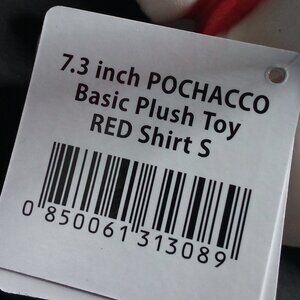 7.3 inch POCHACCO
Basic Plush Toy
RED Shirt S
0 850061 313089